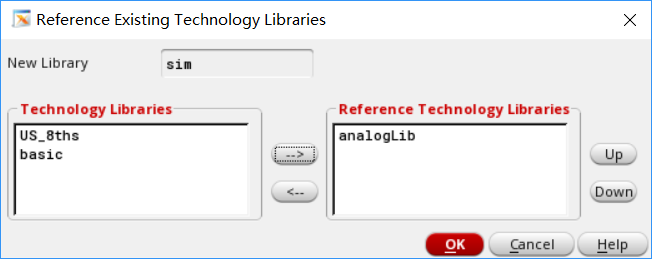 Reference Existing Technology Libraries
New Library sim
Technology Libraries
US_8ths
basic
-->
<--
Reference Technology Libraries
analogLib
Up
Down
OK Cancel Help